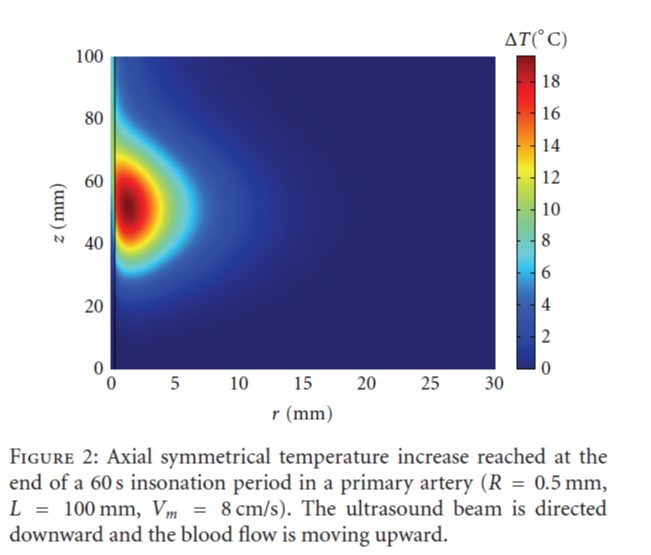 ΔT(°C)
100
80
60
40
20
0
z (mm)
18
16
14
12
10
8
6
4
2
0
0 5 10 15 20 25 30
r (mm)
FIGURE 2: Axial symmetrical temperature increase reached at the
end of a 60 s insonation period in a primary artery (R = 0.5 mm,
L = 100 mm, Vm = 8 cm/s). The ultrasound beam is directed
downward and the blood flow is moving upward.